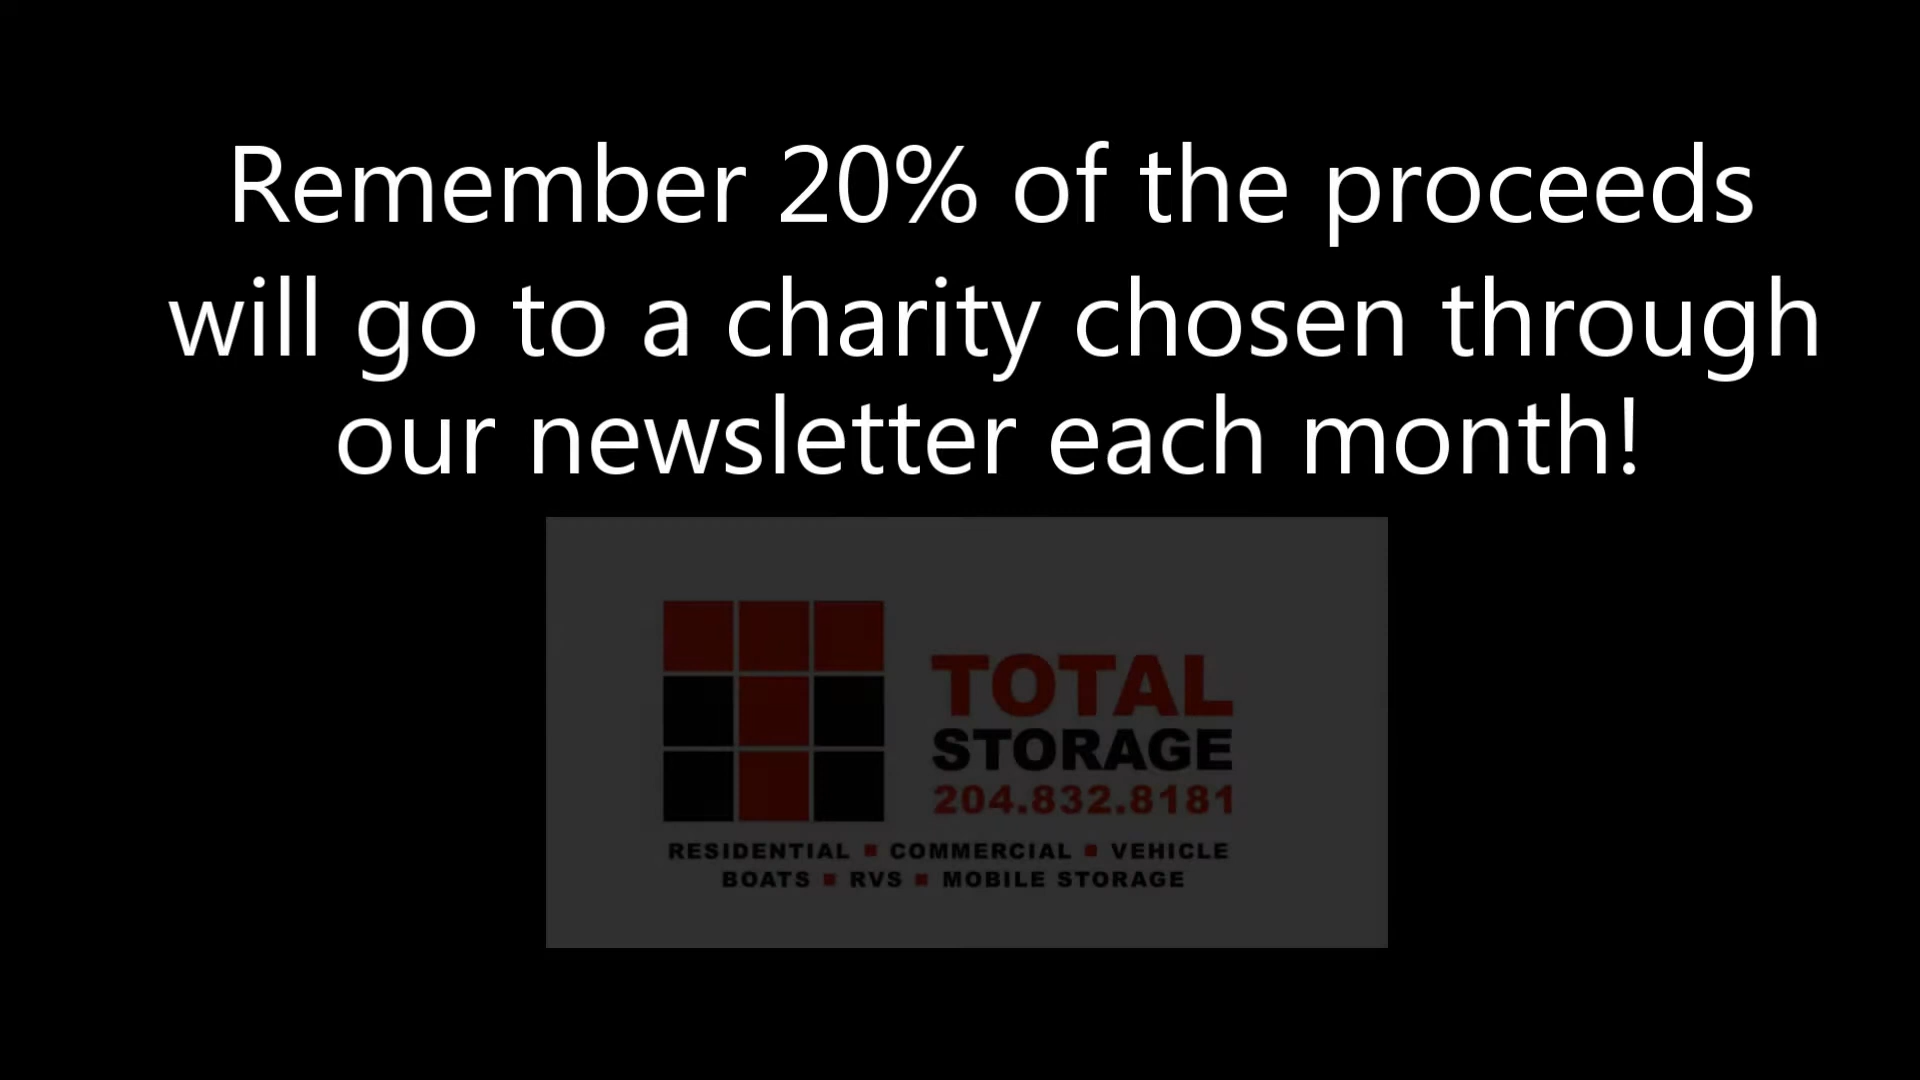 Remember 20% of the proceeds
will go to a charity chosen through
our newsletter each month!
TOTAL
STORAGE
204.832.8181
RESIDENTIAL ▪ COMMERCIAL ▪ VEHICLE
BOATS ▪ RVS ▪ MOBILE STORAGE